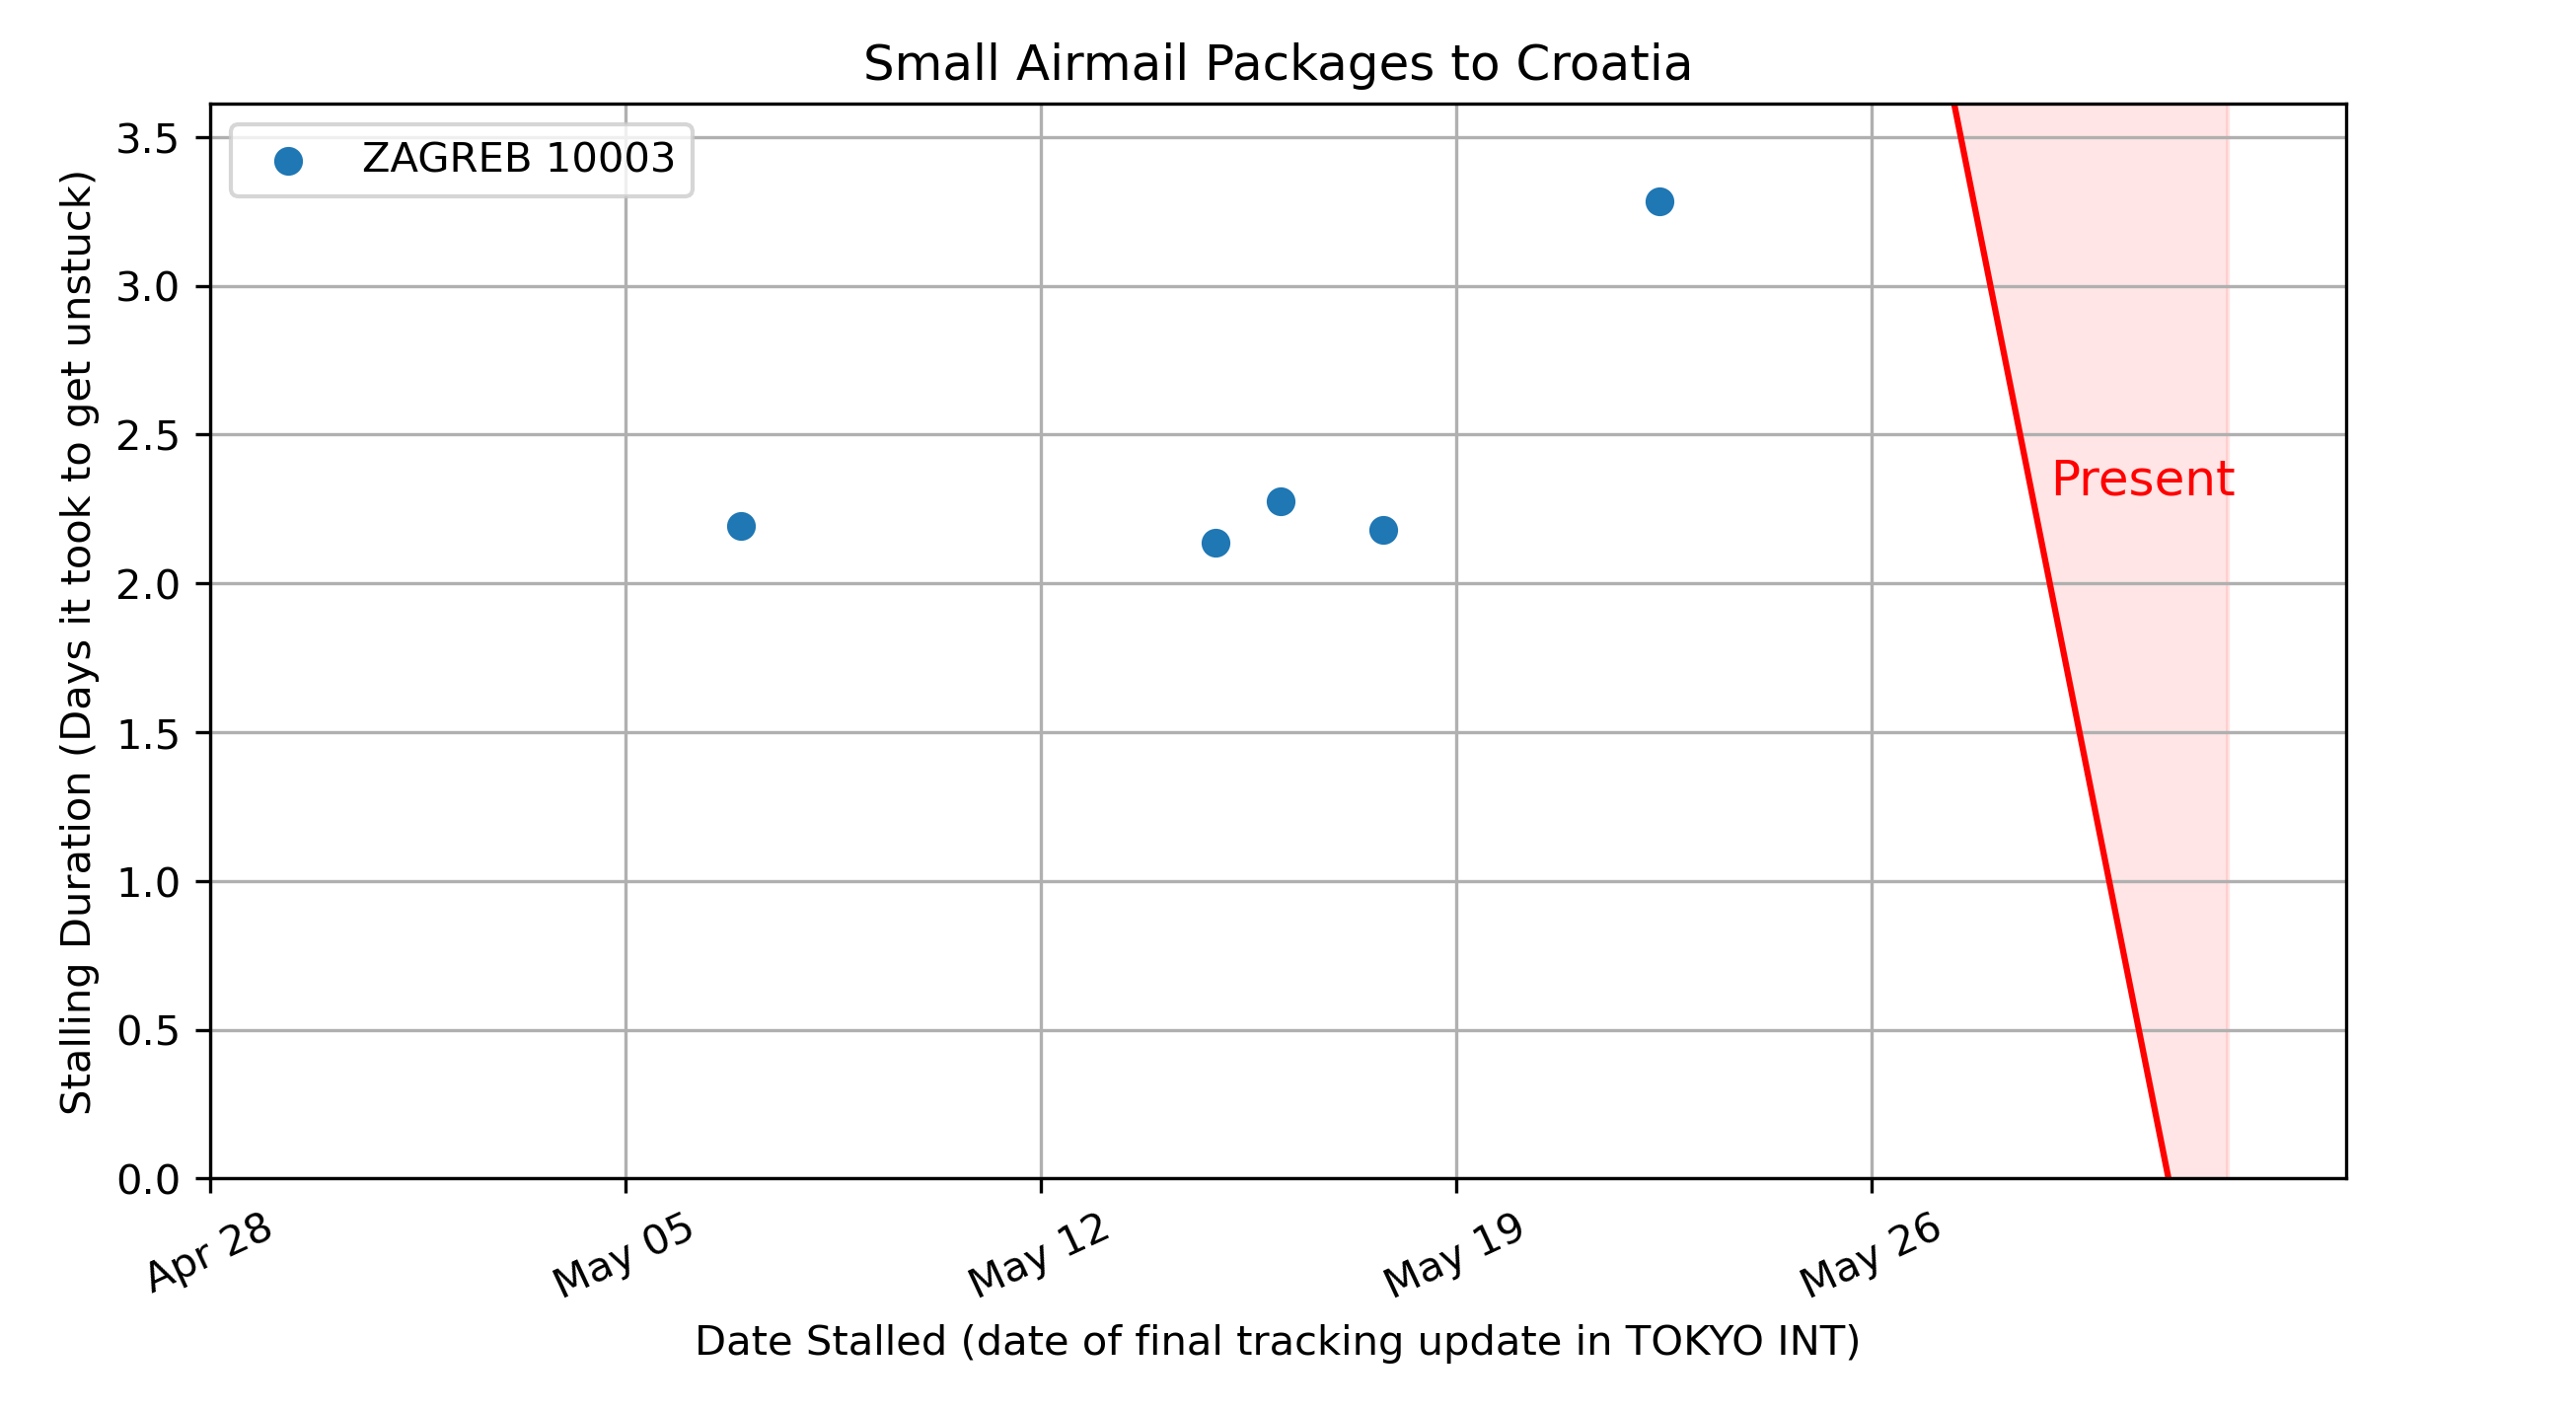 Small Airmail Packages to Croatia
ZAGREB 10003
Stalling Duration (Days it took to get unstuck)
3.5
3.0
2.5
2.0
1.5
1.0
0.5
0.0
Present
Apr 28
May 05
May 12
May 19
May 26
Date Stalled (date of final tracking update in TOKYO INT)